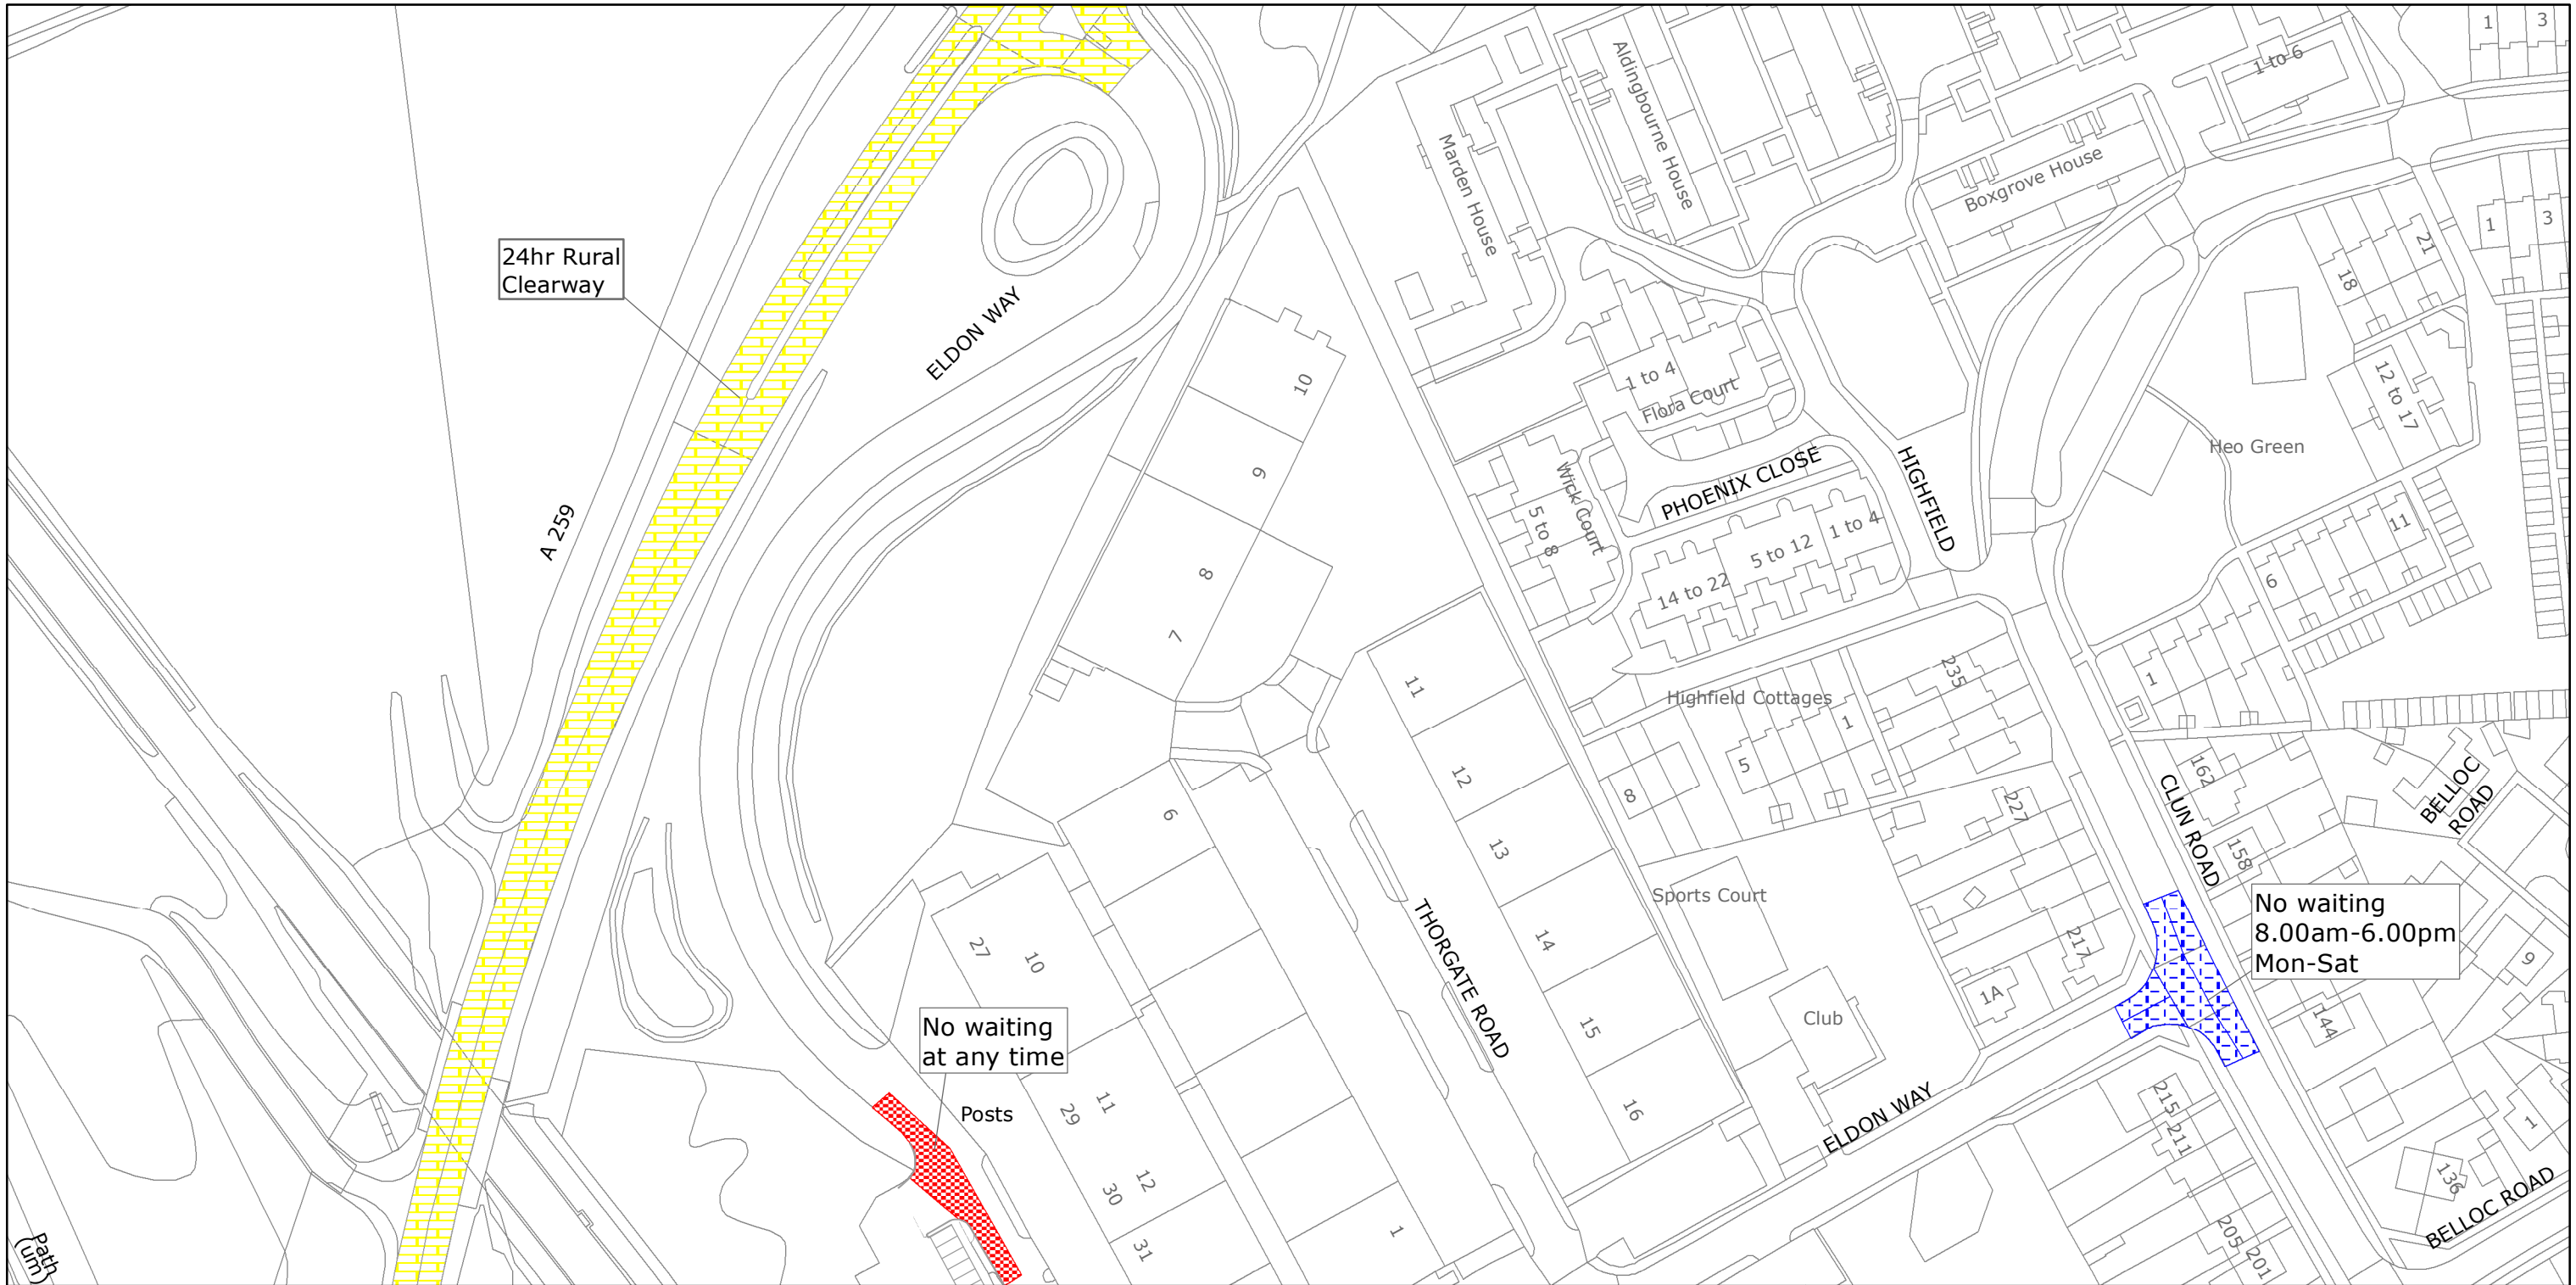 1
3
1 to 6
Aldingbourne House
Marden House
Boxgrove House
1
3
21
18
24hr Rural
Clearway
ELDON WAY
10
1 to 4
Flora Court
12 to 17
Heo Green
9
HIGHFIELD
PHOENIX CLOSE
Wick Court
5 to 8
A 259
11
1 to 4
5 to 12
14 to 22
8
6
7
11
235
Highfield Cottages
1
1
5
12
8
162
BELLOC
ROAD
6
227
CLUN ROAD
13
158
Sports Court
No waiting
8.00am-6.00pm
Mon-Sat
THORGATE ROAD
14
217
27
10
9
1A
Club
15
144
No waiting
at any time
Posts
29
11
16
ELDON WAY
215
211
1
12
30
136
BELLOC ROAD
31
1
205
201
Path
(um)